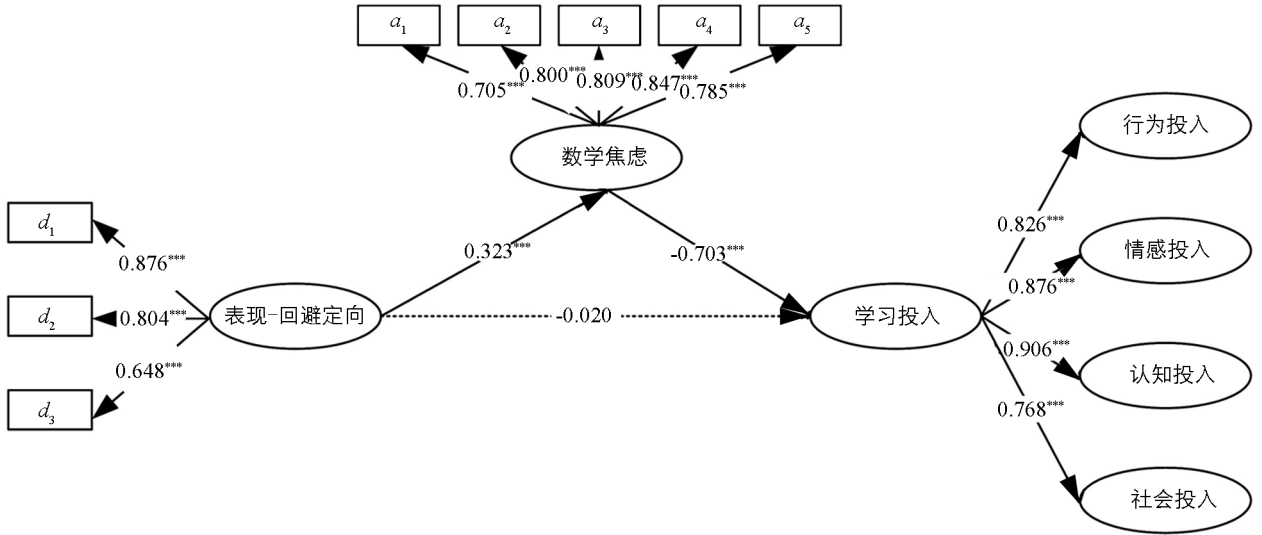 a1 a2 a3 a4 a5
0.705*** 0.800*** 0.809*** 0.847*** 0.785***
数学焦虑
行为投入
d1
0.876***
0.323***
-0.703***
0.826***
情感投入
0.876***
d2
0.804***
表现-回避定向
-0.020
学习投入
0.906***
认知投入
0.648***
d3
0.768***
社会投入